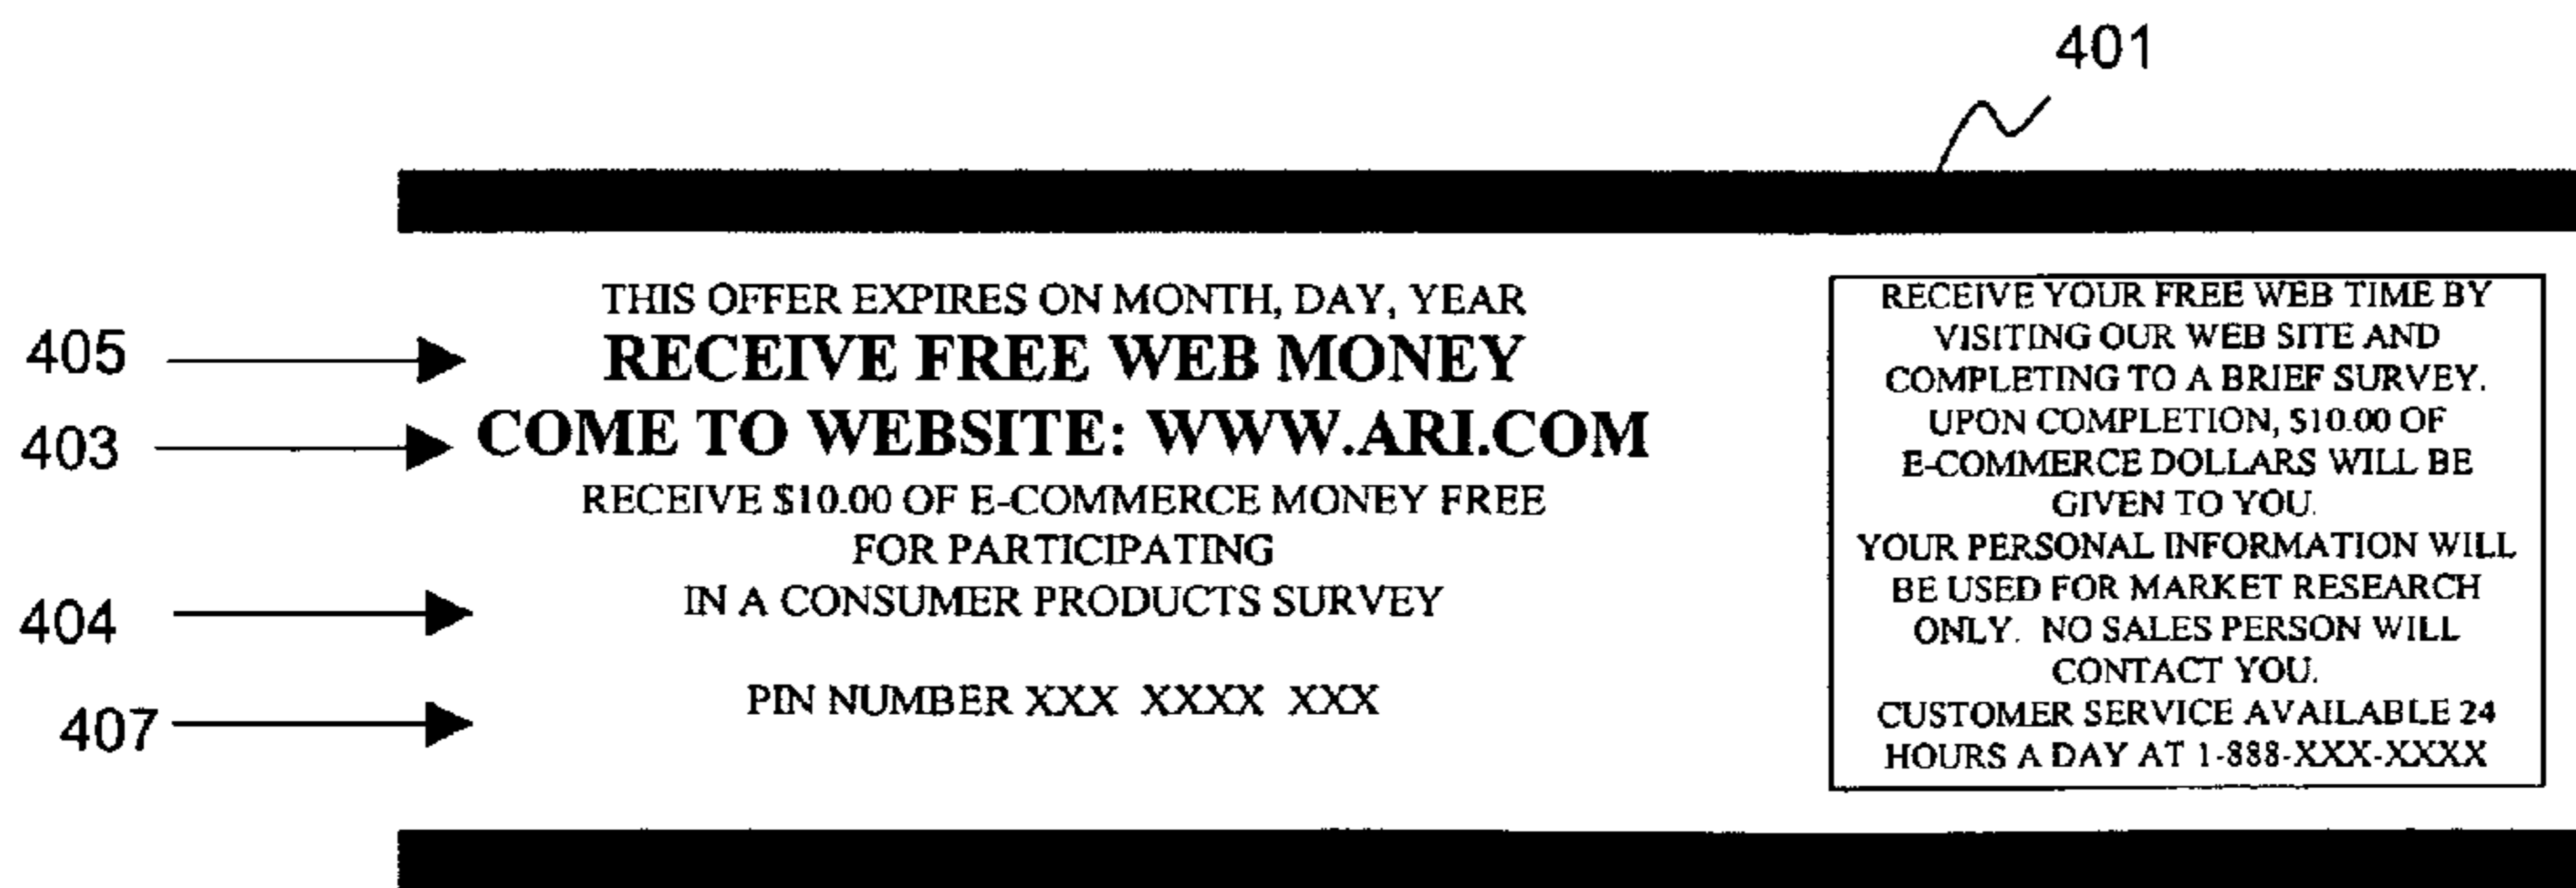 401
THIS OFFER EXPIRES ON MONTH, DAY, YEAR
405
RECEIVE FREE WEB MONEY
403
COME TO WEBSITE: WWW.ARI.COM
RECEIVE $10.00 OF E-COMMERCE MONEY FREE
FOR PARTICIPATING
404
IN A CONSUMER PRODUCTS SURVEY
407
PIN NUMBER XXX XXXX XXX
RECEIVE YOUR FREE WEB TIME BY
VISITING OUR WEB SITE AND
COMPLETING TO A BRIEF SURVEY.
UPON COMPLETION, $10.00 OF
E-COMMERCE DOLLARS WILL BE
GIVEN TO YOU.
YOUR PERSONAL INFORMATION WILL
BE USED FOR MARKET RESEARCH
ONLY. NO SALES PERSON WILL
CONTACT YOU.
CUSTOMER SERVICE AVAILABLE 24
HOURS A DAY AT 1-888-XXX-XXXX